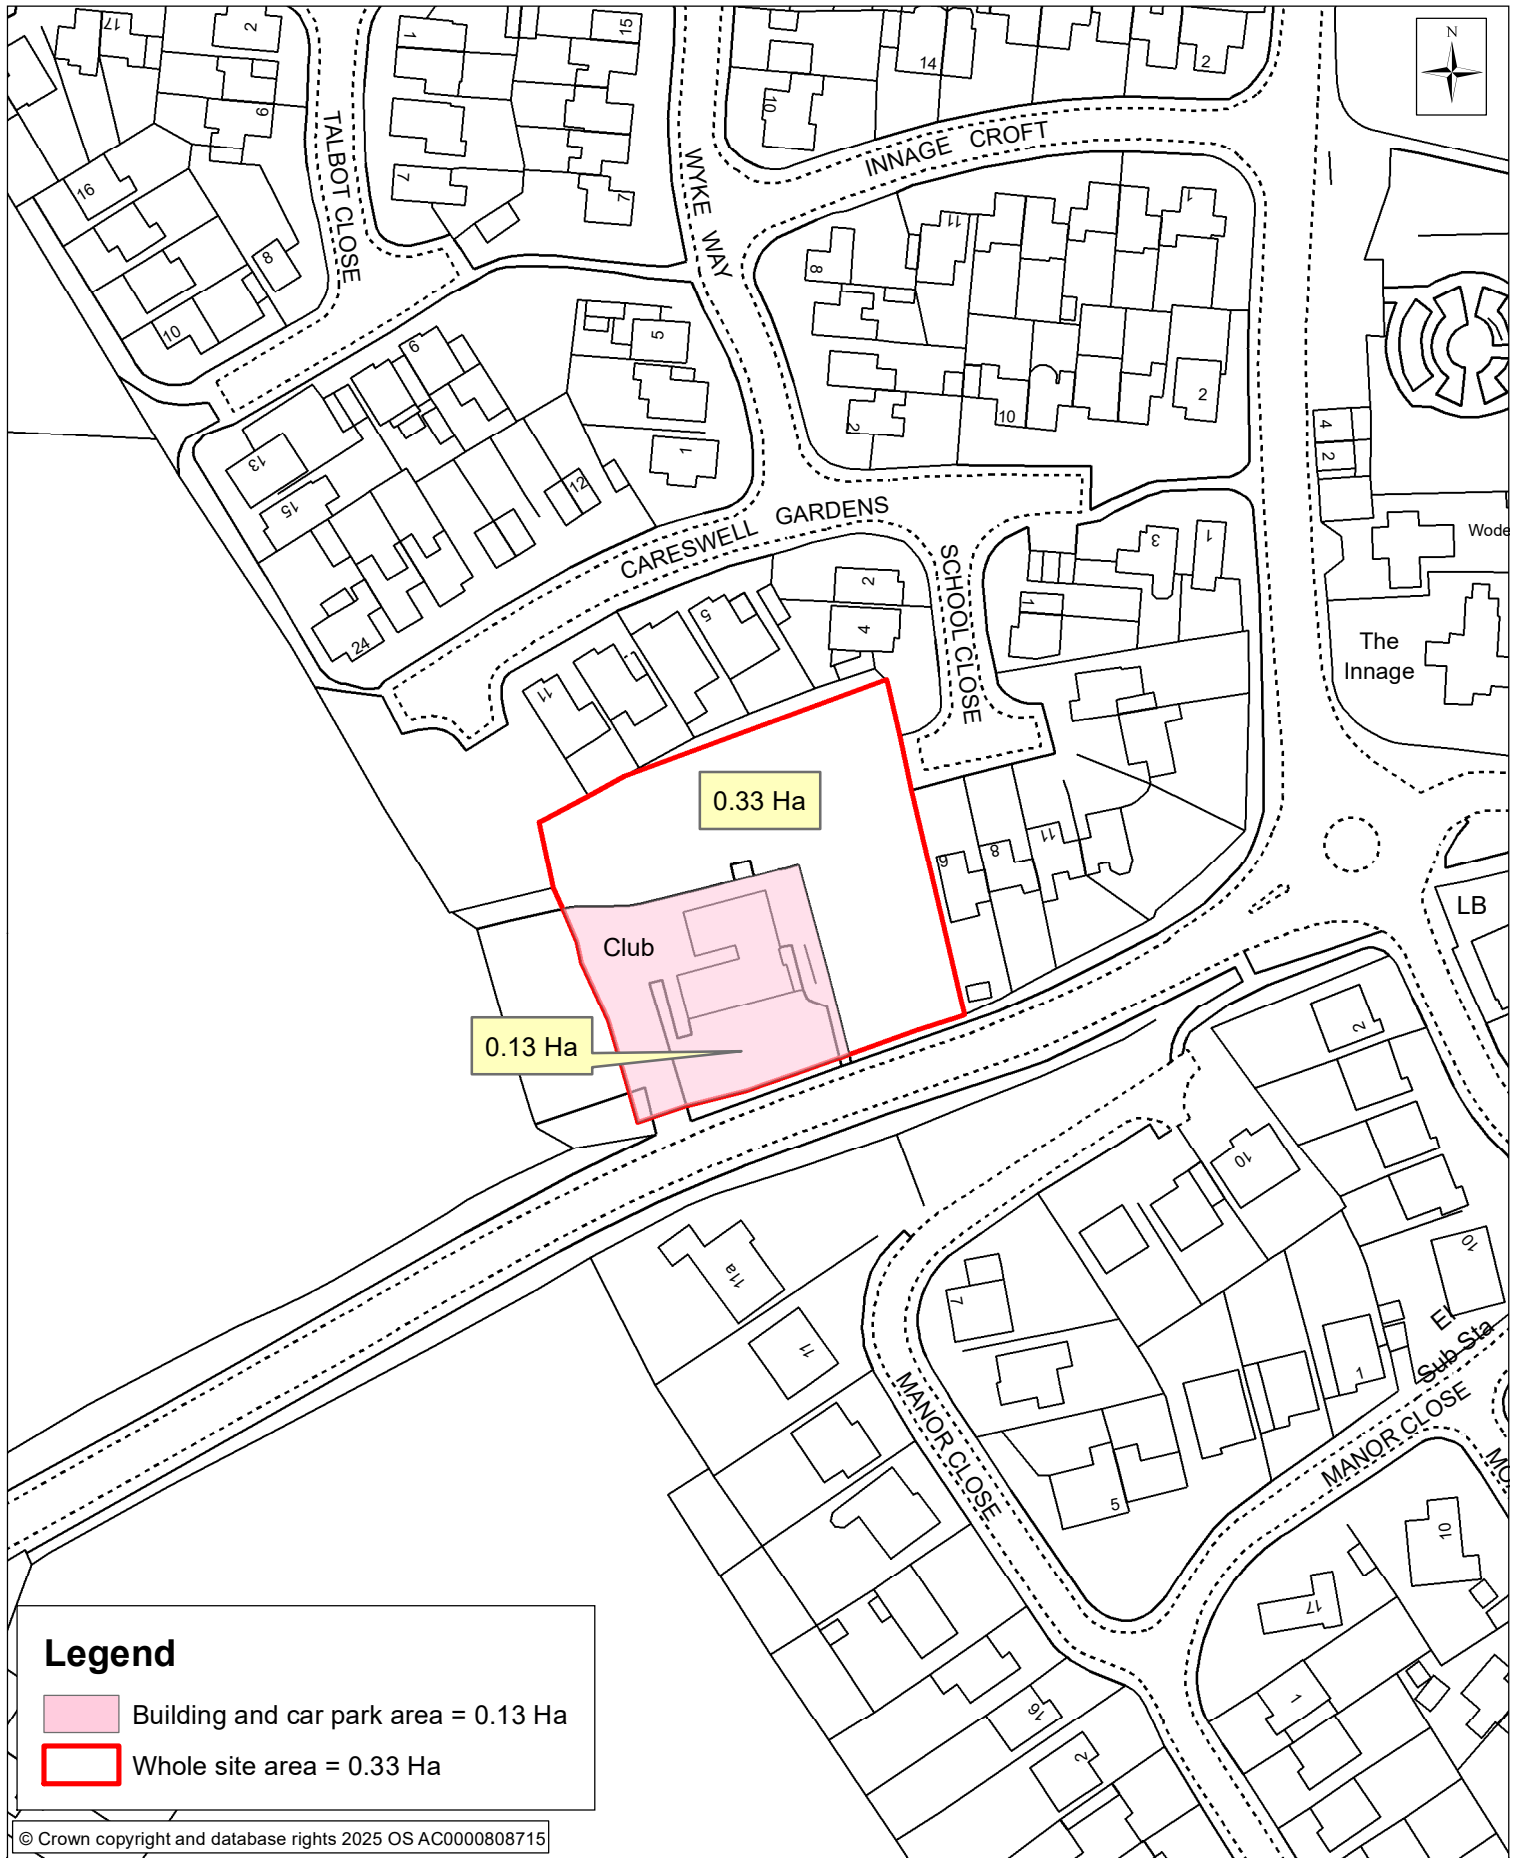 17
2
1
15
14
2
N
9
10
TALBOT CLOSE
WYKE WAY
INNAGE CROFT
16
7
7
1
8
11
8
10
5
6
2
2
10
4
2
1
13
15
12
CARESWELL GARDENS
SCHOOL CLOSE
3
1
Wode
2
4
1
5
24
The
Innage
11
0.33 Ha
9
8
11
LB
Club
0.13 Ha
2
10
11a
7
10
El
Sub Sta
11
1
MANOR CLOSE
MANOR CLOSE
MO
5
10
17
1
16
2
Legend
Building and car park area = 0.13 Ha
Whole site area = 0.33 Ha
© Crown copyright and database rights 2025 OS AC0000808715